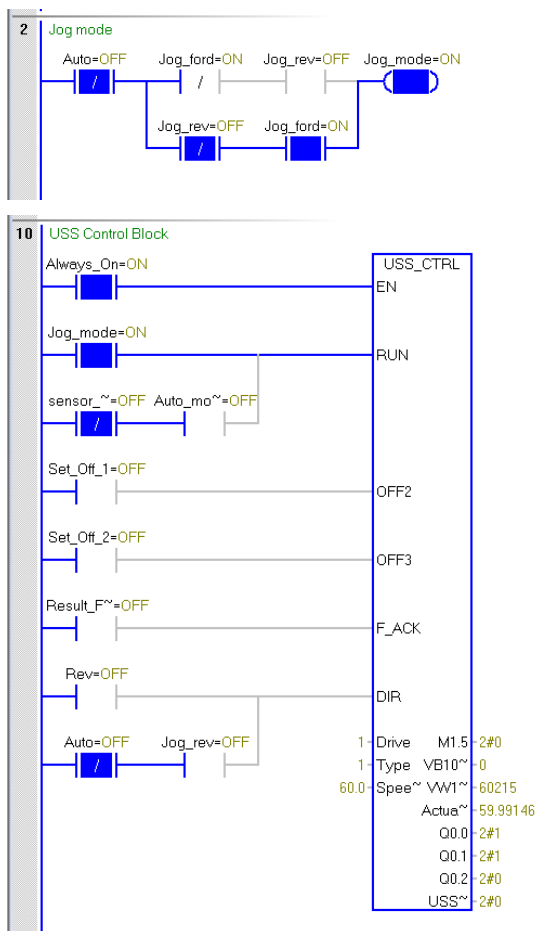 2 Jog mode
Auto=OFF Jog_ford=ON Jog_rev=OFF Jog_mode=ON
/ /
Jog_rev=OFF Jog_ford=ON
/
10 USS Control Block
Always_On=ON USS_CTRL
EN
Jog_mode=ON
RUN
sensor_~=OFF Auto_mo~=OFF
/
Set_Off_1=OFF
OFF2
Set_Off_2=OFF
OFF3
Result_F~=OFF
F_ACK
Rev=OFF
DIR
Auto=OFF Jog_rev=OFF
/
1 Drive M1.5 2#0
1 Type VB10~ 0
60.0 Spee~ VW1~ 60215
Actua~ 59.99146
Q0.0 2#1
Q0.1 2#1
Q0.2 2#0
USS~ 2#0